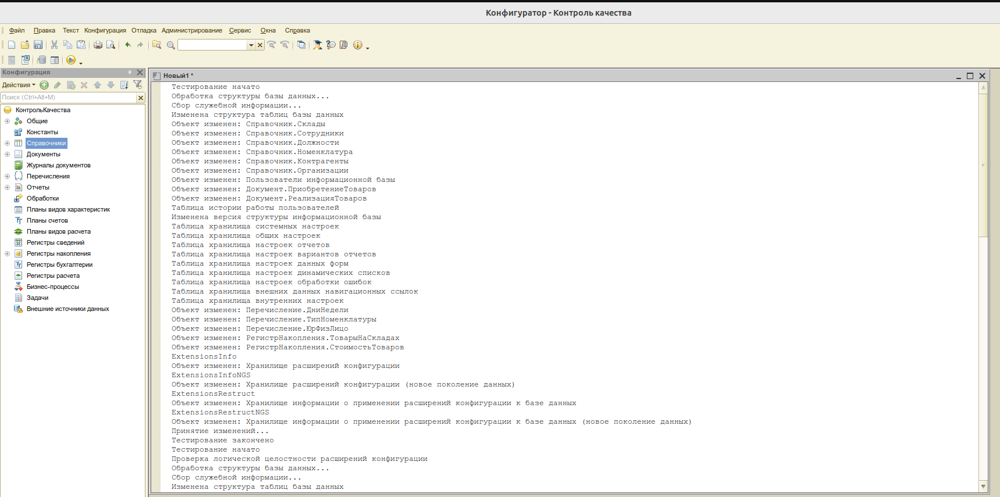 Конфигуратор - Контроль качества
Файл Правка Текст Конфигурация Отладка Администрирование Сервис Окна Справка
Конфигурация
Действия
Поиск (Ctrl+Alt+M)
КонтрольКачества
Общие
Константы
Справочники
Документы
Журналы документов
Перечисления
Отчеты
Обработки
Планы видов характеристик
Планы счетов
Планы видов расчета
Регистры сведений
Регистры накопления
Регистры бухгалтерии
Регистры расчета
Бизнес-процессы
Задачи
Внешние источники данных
Новый1 *
Тестирование начато
Обработка структуры базы данных...
Сбор служебной информации...
Изменена структура таблиц базы данных
Объект изменен: Справочник.Склады
Объект изменен: Справочник.Сотрудники
Объект изменен: Справочник.Должности
Объект изменен: Справочник.Номенклатура
Объект изменен: Справочник.Контрагенты
Объект изменен: Справочник.Организации
Объект изменен: Пользователи информационной базы
Объект изменен: Документ.ПриобретениеТоваров
Объект изменен: Документ.РеализацияТоваров
Таблица истории работы пользователей
Изменена версия структуры информационной базы
Таблица хранилища системных настроек
Таблица хранилища общих настроек
Таблица хранилища настроек отчетов
Таблица хранилища настроек вариантов отчетов
Таблица хранилища настроек данных форм
Таблица хранилища настроек динамических списков
Таблица хранилища настроек обработки ошибок
Таблица хранилища внешних данных навигационных ссылок
Таблица хранилища внутренних настроек
Объект изменен: Перечисление.ДниНедели
Объект изменен: Перечисление.ТипНоменклатуры
Объект изменен: Перечисление.ЮрФизЛицо
Объект изменен: РегистрНакопления.ТоварыНаСкладах
Объект изменен: РегистрНакопления.СтоимостьТоваров
ExtensionsInfo
Объект изменен: Хранилище расширений конфигурации
ExtensionsInfoNGS
Объект изменен: Хранилище расширений конфигурации (новое поколение данных)
ExtensionsRestruct
Объект изменен: Хранилище информации о применении расширений конфигурации к базе данных
ExtensionsRestructNGS
Объект изменен: Хранилище информации о применении расширений конфигурации к базе данных (новое поколение данных)
Принятие изменений...
Тестирование закончено
Тестирование начато
Проверка логической целостности расширений конфигурации
Обработка структуры базы данных...
Сбор служебной информации...
Изменена структура таблиц базы данных